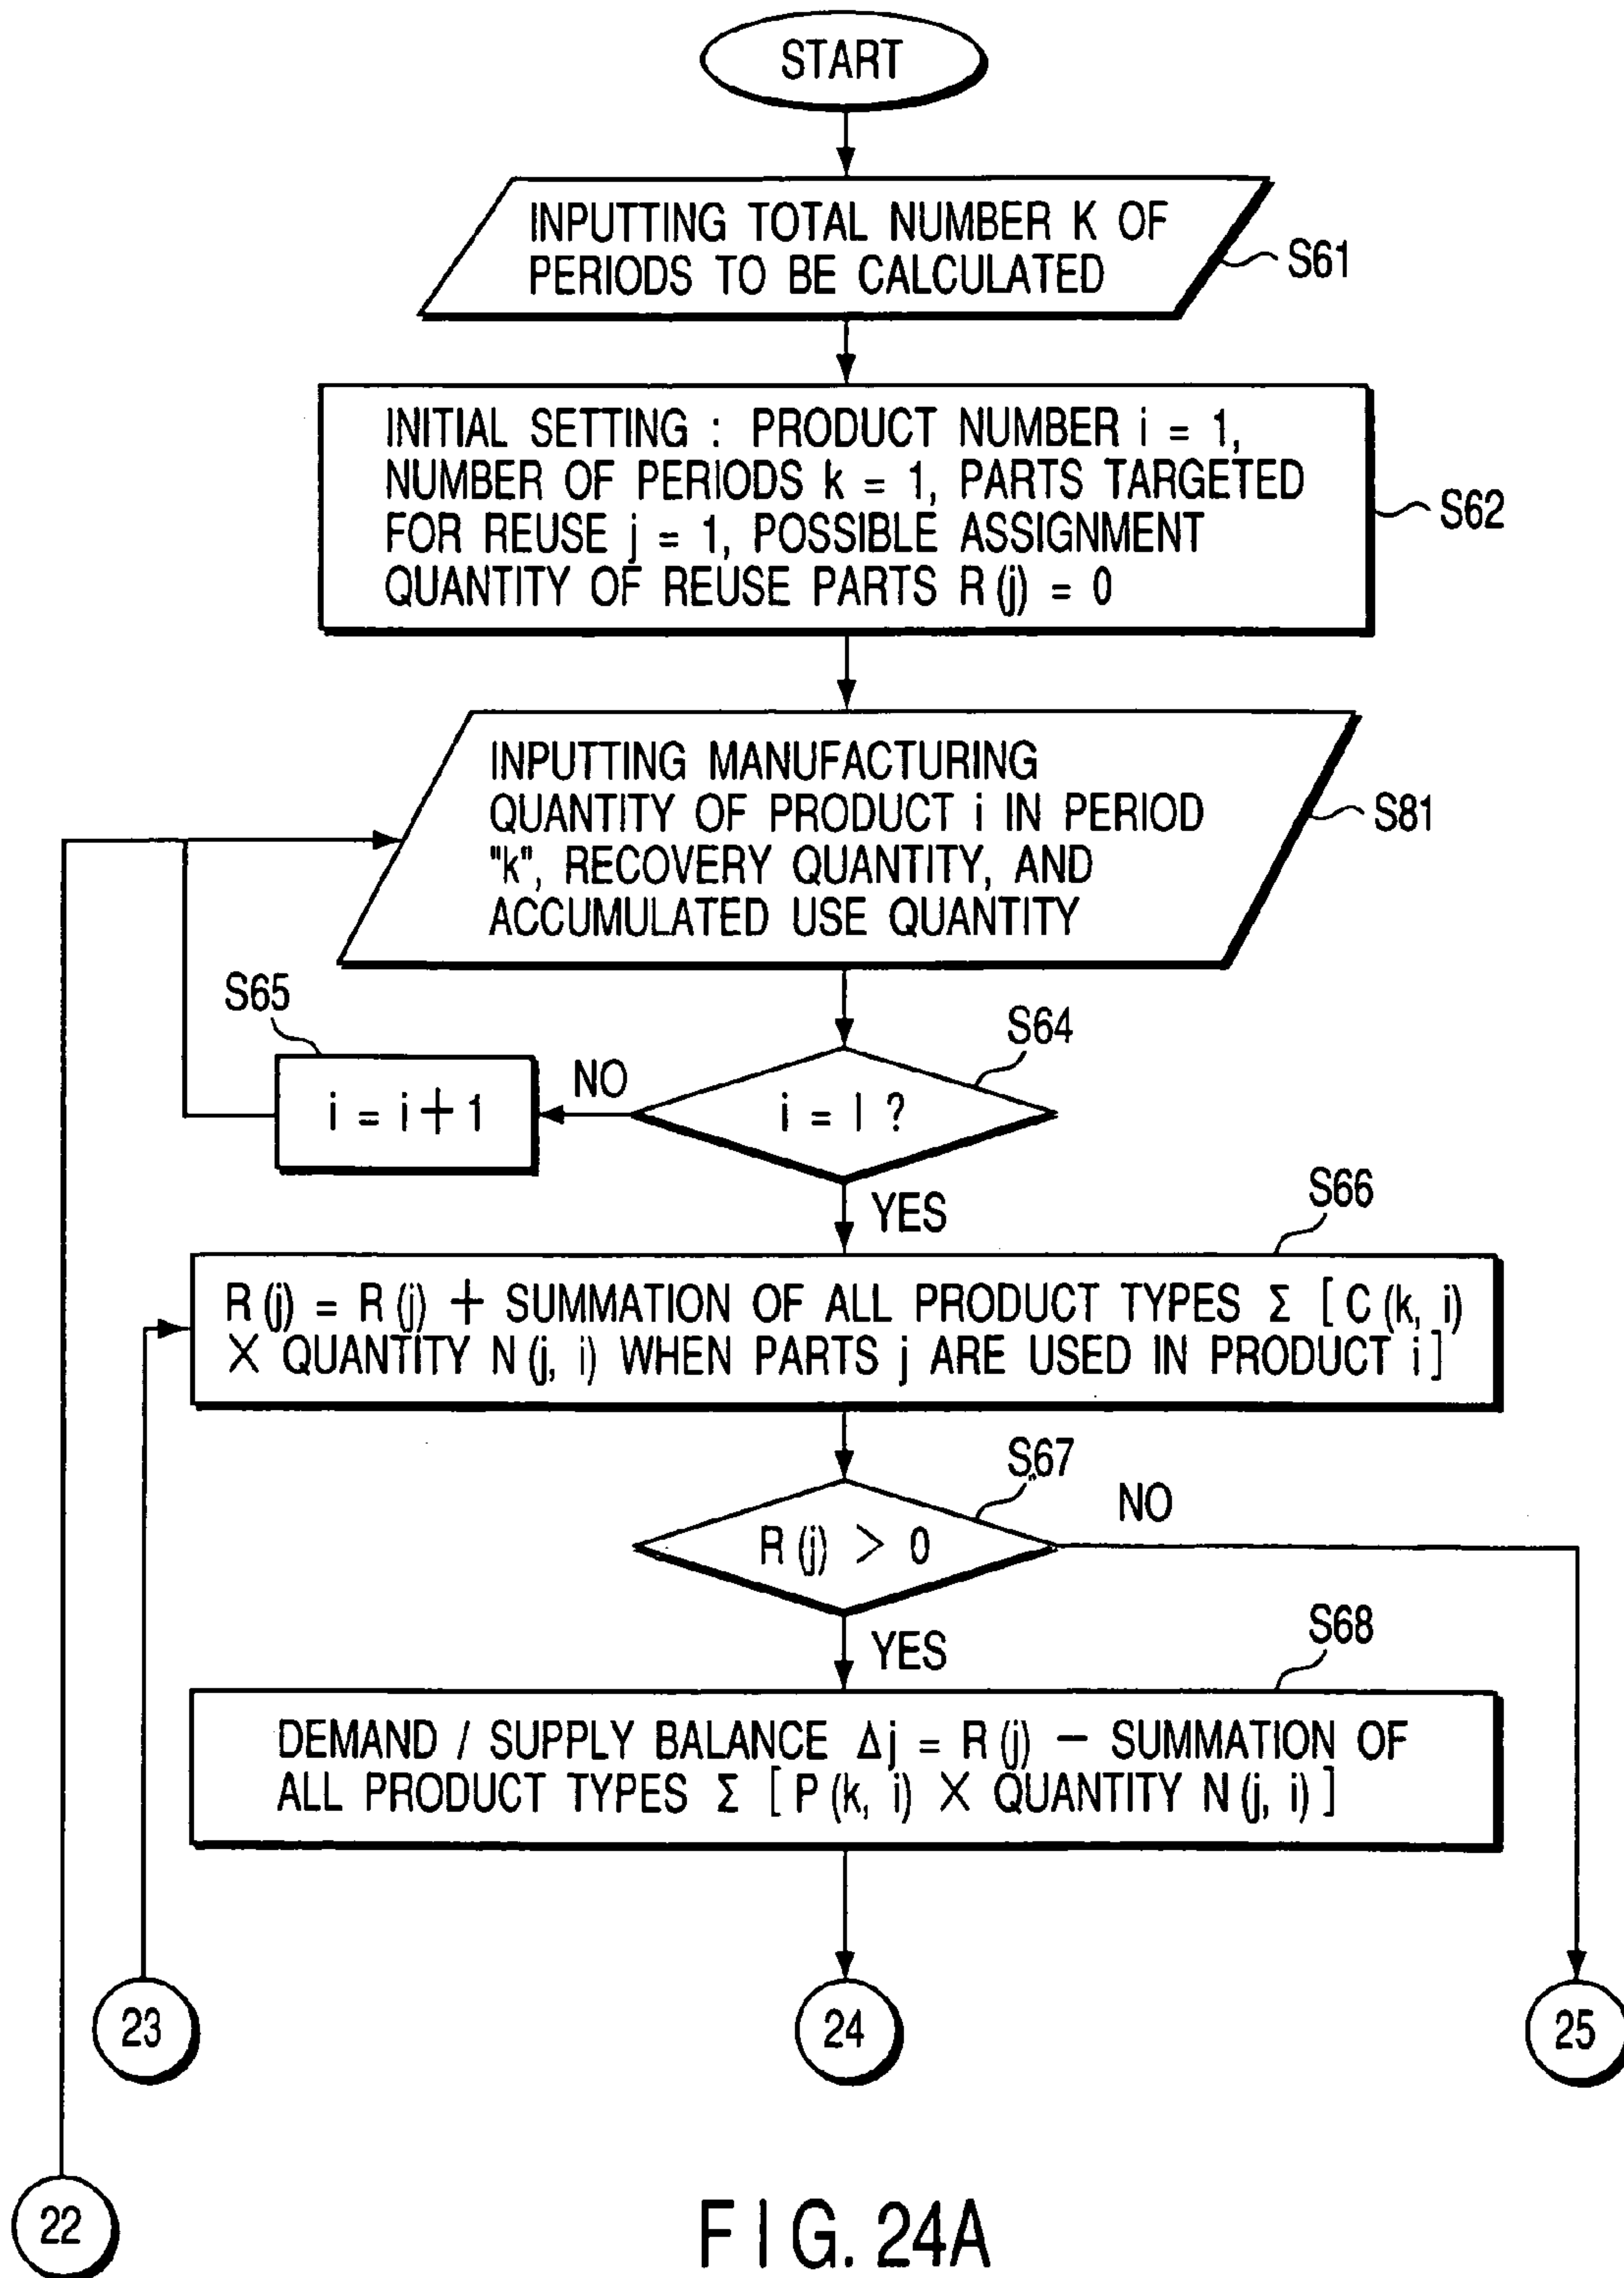 START
INPUTTING TOTAL NUMBER K OF
PERIODS TO BE CALCULATED
S61
INITIAL SETTING : PRODUCT NUMBER i = 1,
NUMBER OF PERIODS k = 1, PARTS TARGETED
FOR REUSE j = 1, POSSIBLE ASSIGNMENT
QUANTITY OF REUSE PARTS R (j) = 0
S62
INPUTTING MANUFACTURING
QUANTITY OF PRODUCT i IN PERIOD
"k", RECOVERY QUANTITY, AND
ACCUMULATED USE QUANTITY
S81
S65
i = i + 1
NO
S64
i = I ?
YES
S66
R (j) = R (j) + SUMMATION OF ALL PRODUCT TYPES Σ [ C (k, i)
× QUANTITY N (j, i) WHEN PARTS j ARE USED IN PRODUCT i ]
S67
R (j) > 0
NO
YES
S68
DEMAND / SUPPLY BALANCE Δj = R (j) − SUMMATION OF
ALL PRODUCT TYPES Σ [ P (k, i) × QUANTITY N (j, i) ]
23
24
25
22
FIG. 24A